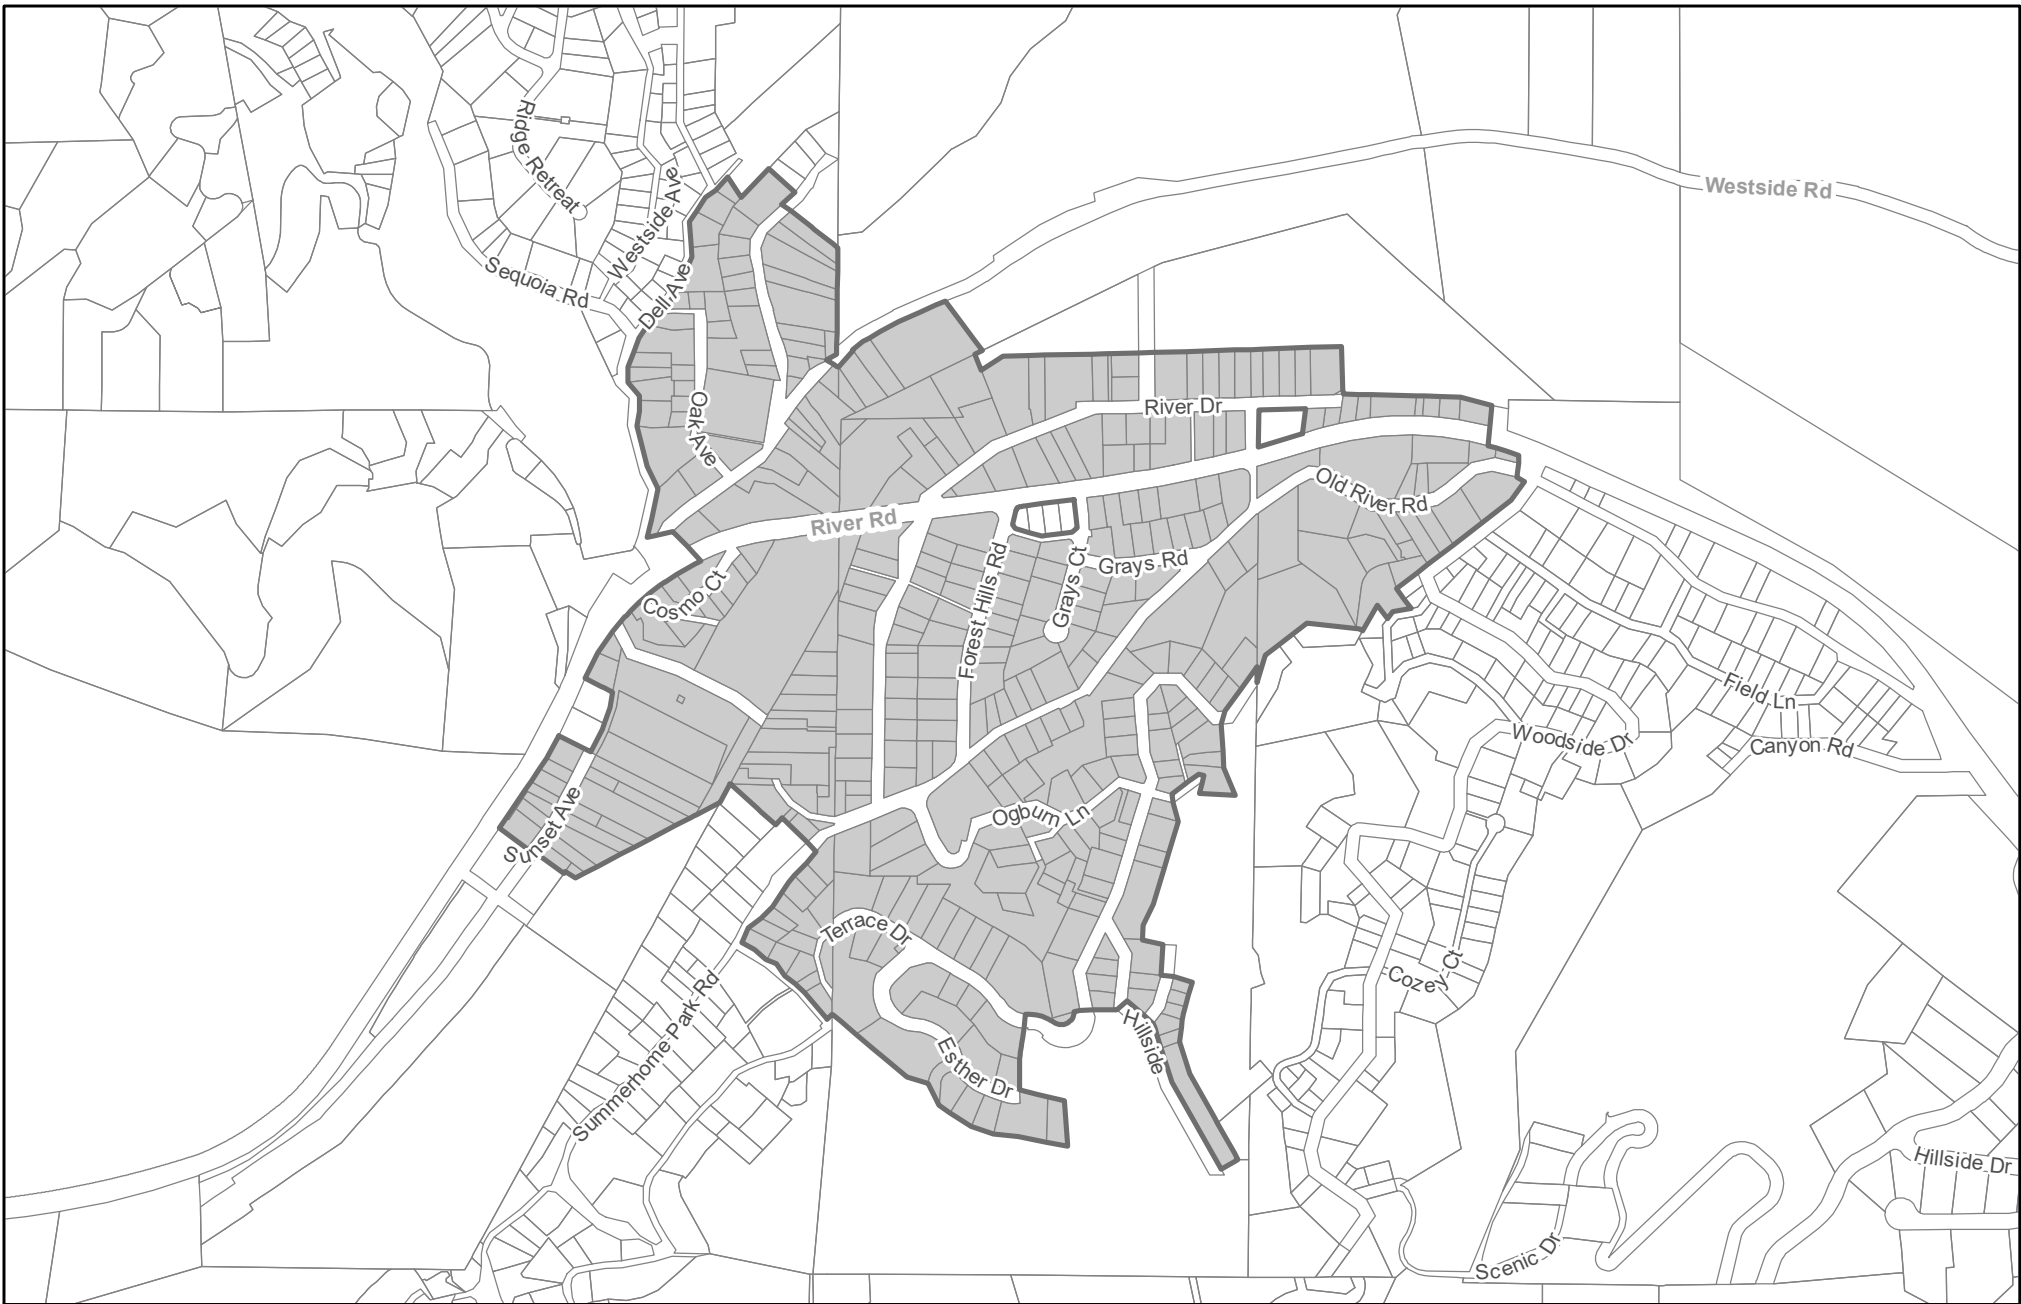 Ridge Retreat
Westside Rd
Westside Ave
Sequoia Rd
Dell Ave
Oak Ave
River Dr
Old River Rd
River Rd
Grays Rd
Grays Ct
Forest Hills Rd
Cosmo Ct
Field Ln
Woodside Dr
Canyon Rd
Ogburn Ln
Sunset Ave
Terrace Dr
Cozey Ct
Summerhome Park Rd
Hillside
Esther Dr
Hillside Dr
Scenic Dr